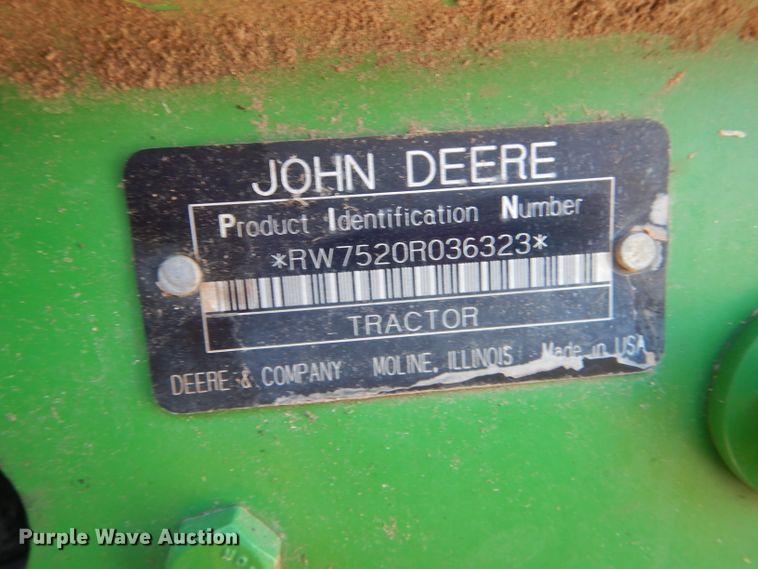 JOHN DEERE
Product Identification Number
*RW7520R036323*
TRACTOR
DEERE & COMPANY MOLINE, ILLINOIS Made in USA
Purple Wave Auction